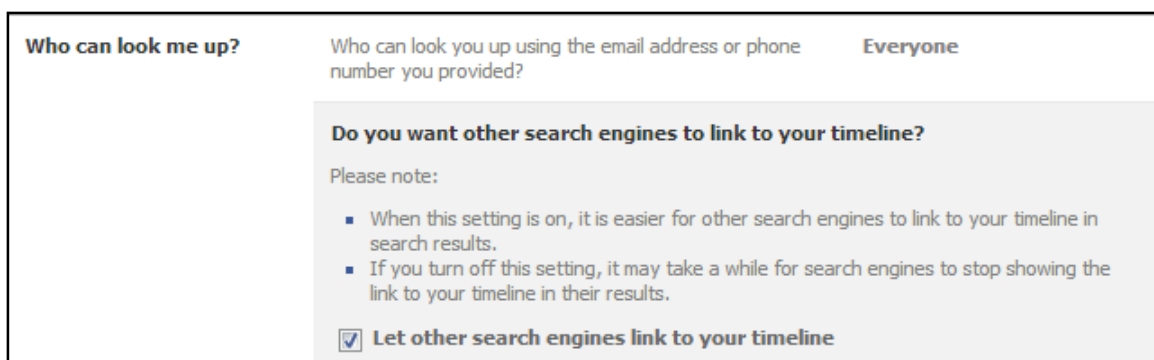 Who can look me up?
Who can look you up using the email address or phone
number you provided?
Everyone
Do you want other search engines to link to your timeline?
Please note:
When this setting is on, it is easier for other search engines to link to your timeline in
search results.
If you turn off this setting, it may take a while for search engines to stop showing the
link to your timeline in their results.
Let other search engines link to your timeline